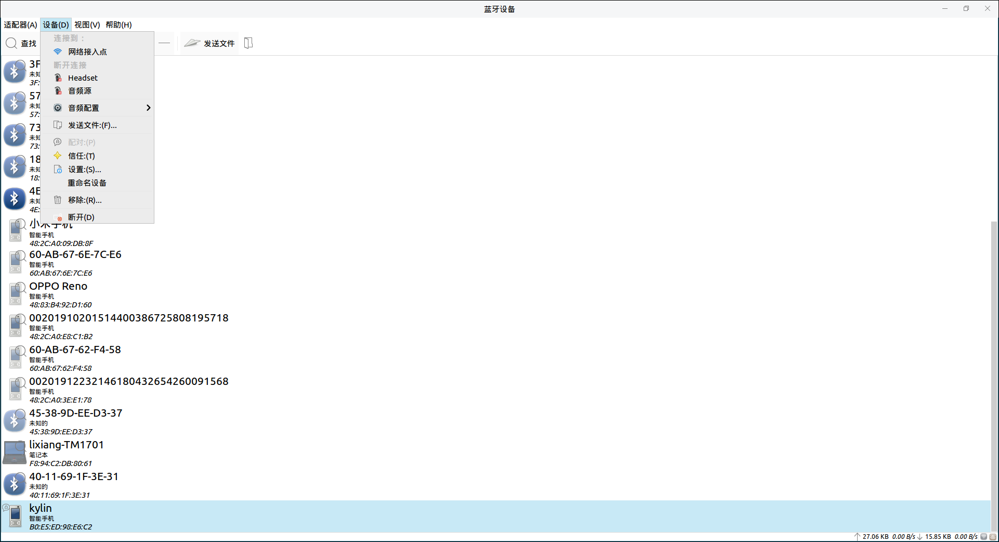 蓝牙设备
适配器(A) 设备(D) 视图(V) 帮助(H)
查找
发送文件
连接到：
网络接入点
断开连接
Headset
音频源
音频配置
发送文件:(F)...
配对:(P)
信任:(T)
设置:(S)...
重命名设备
移除:(R)...
断开(D)
3F
未知
3F:
57
未知
57:
73
未知
73:
18
未知
18:
4E
未知
4E:
小米手机
智能手机
48:2C:A0:09:DB:8F
60-AB-67-6E-7C-E6
智能手机
60:AB:67:6E:7C:E6
OPPO Reno
智能手机
48:83:B4:92:D1:60
00201910201514400386725808195718
智能手机
48:2C:A0:E8:C1:B2
60-AB-67-62-F4-58
智能手机
60:AB:67:62:F4:58
00201912232146180432654260091568
智能手机
48:2C:A0:3E:E1:78
45-38-9D-EE-D3-37
未知的
45:38:9D:EE:D3:37
lixiang-TM1701
笔记本
F8:94:C2:DB:80:61
40-11-69-1F-3E-31
未知的
40:11:69:1F:3E:31
kylin
智能手机
B0:E5:ED:98:E6:C2
27.06 KB 0.00 B/s 15.85 KB 0.00 B/s